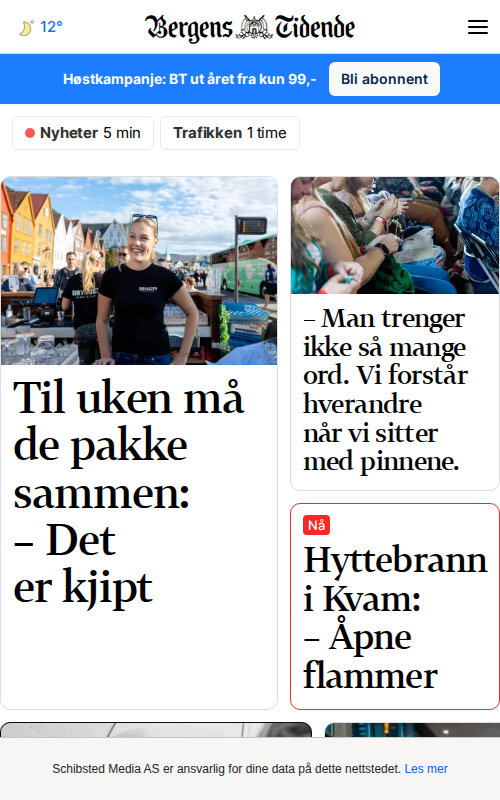 12°
Bergens Tidende
Høstkampanje: BT ut året fra kun 99,-
Bli abonnent
Nyheter 5 min
Trafikken 1 time
Til uken må
de pakke
sammen:
– Det
er kjipt
– Man trenger
ikke så mange
ord. Vi forstår
hverandre
når vi sitter
med pinnene.
Nå
Hyttebrann
i Kvam:
– Åpne
flammer
Schibsted Media AS er ansvarlig for dine data på dette nettstedet. Les mer